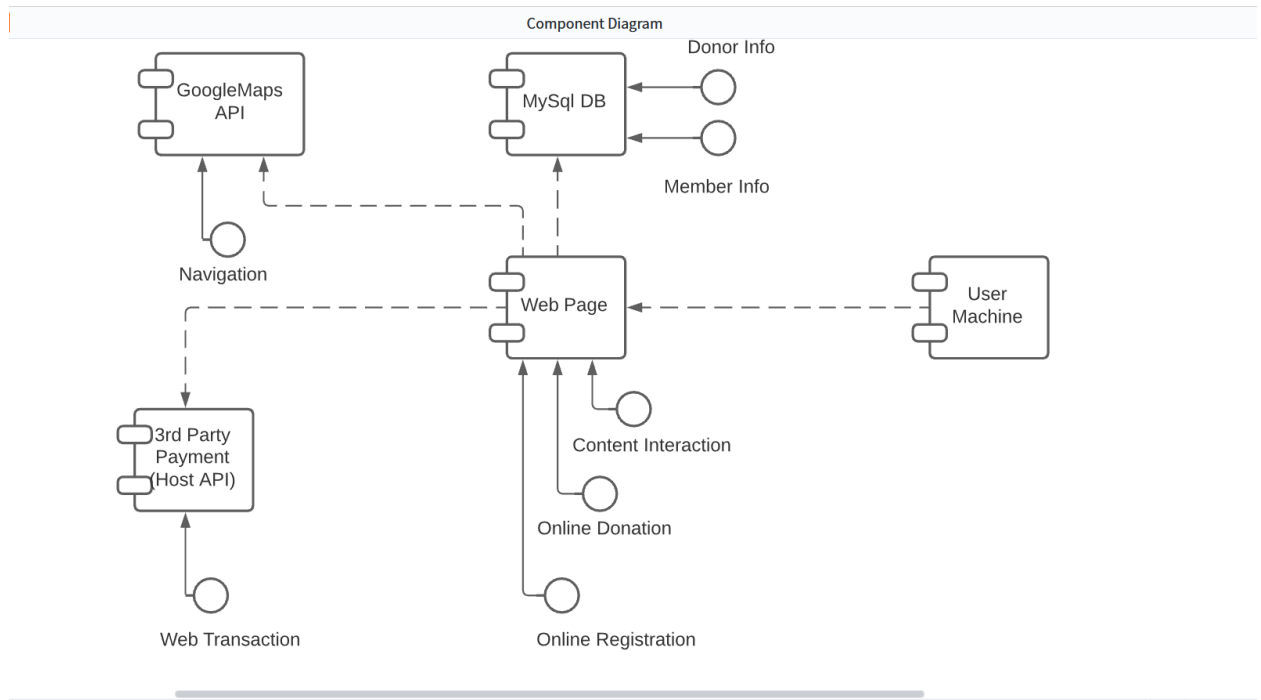 Component Diagram
Donor Info
GoogleMaps
API
MySql DB
Member Info
Navigation
Web Page
User
Machine
3rd Party
Payment
(Host API)
Content Interaction
Online Donation
Web Transaction
Online Registration